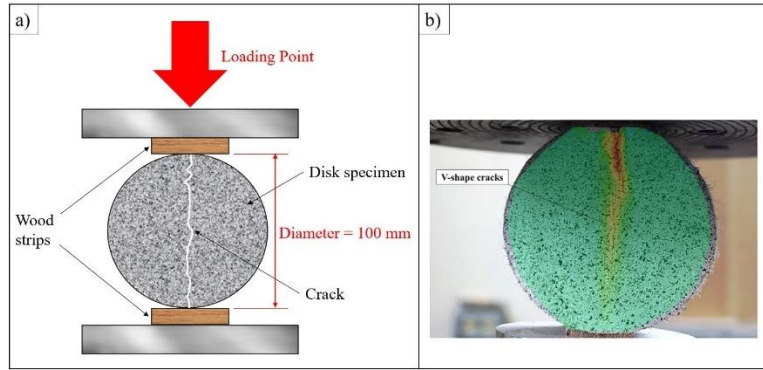 a)
Loading Point
Disk specimen
Wood
strips
Diameter = 100 mm
Crack
b)
V-shape cracks